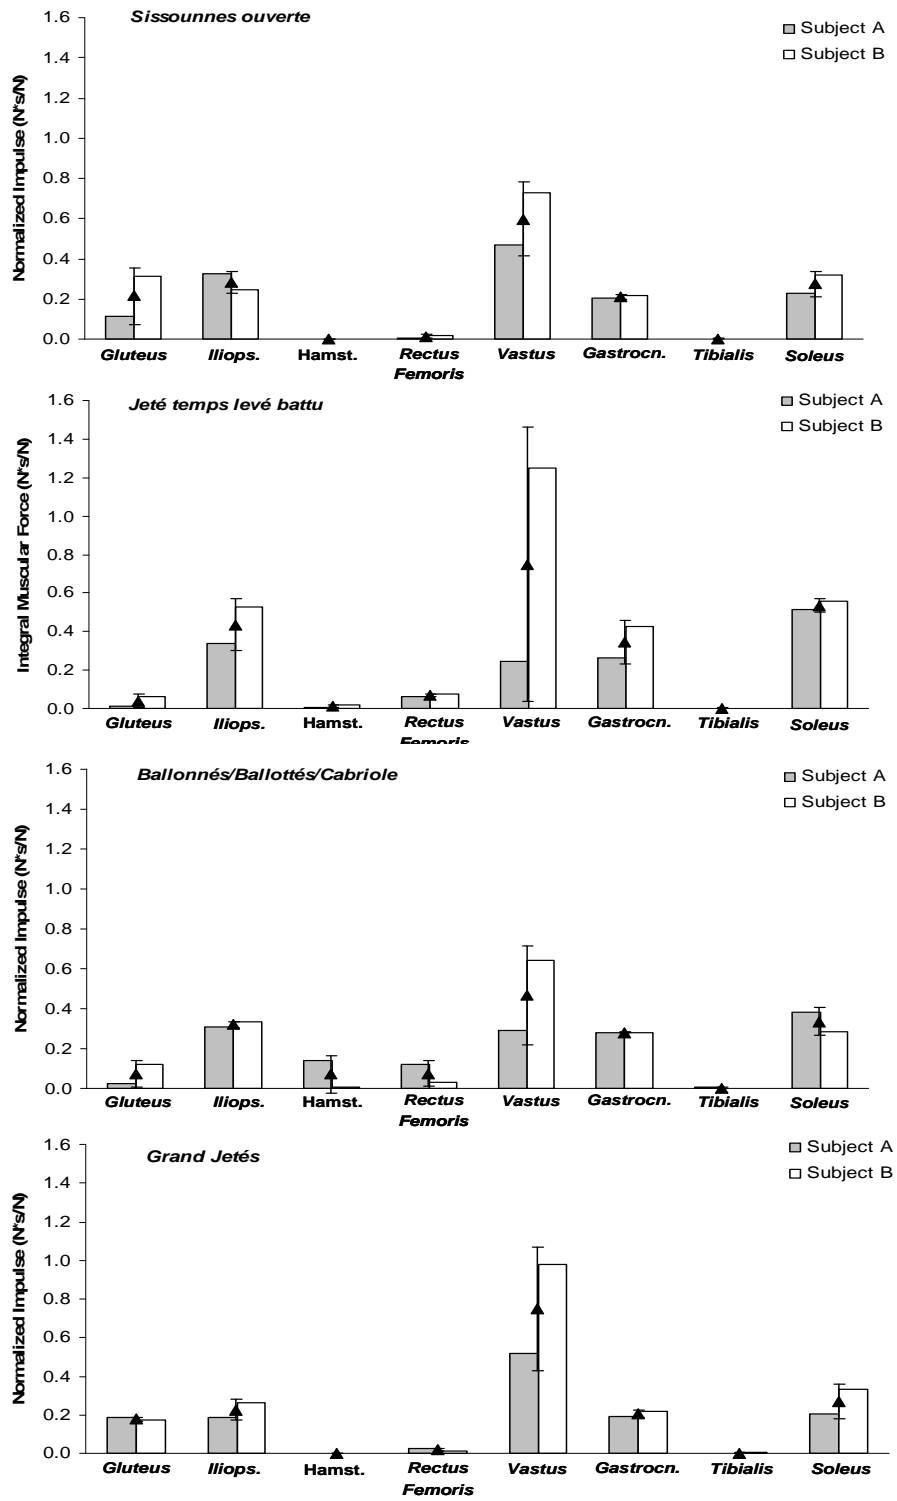 Sissounnes ouverte
Subject A
Subject B
Normalized Impulse (N*s/N)
1.6
1.4
1.2
1.0
0.8
0.6
0.4
0.2
0.0
Gluteus Iliops. Hamst. Rectus Vastus Gastrocn. Tibialis Soleus
Femoris
Jeté temps levé battu
Subject A
Subject B
Integral Muscular Force (N*s/N)
1.6
1.4
1.2
1.0
0.8
0.6
0.4
0.2
0.0
Gluteus Iliops. Hamst. Rectus Vastus Gastrocn. Tibialis Soleus
Femoris
Ballonnés/Ballottés/Cabriole
Subject A
Subject B
Normalized Impulse (N*s/N)
1.6
1.4
1.2
1.0
0.8
0.6
0.4
0.2
0.0
Gluteus Iliops. Hamst. Rectus Vastus Gastrocn. Tibialis Soleus
Femoris
Grand Jetés
Subject A
Subject B
Normalized Impulse (N*s/N)
1.6
1.4
1.2
1.0
0.8
0.6
0.4
0.2
0.0
Gluteus Iliops. Hamst. Rectus Vastus Gastrocn. Tibialis Soleus
Femoris